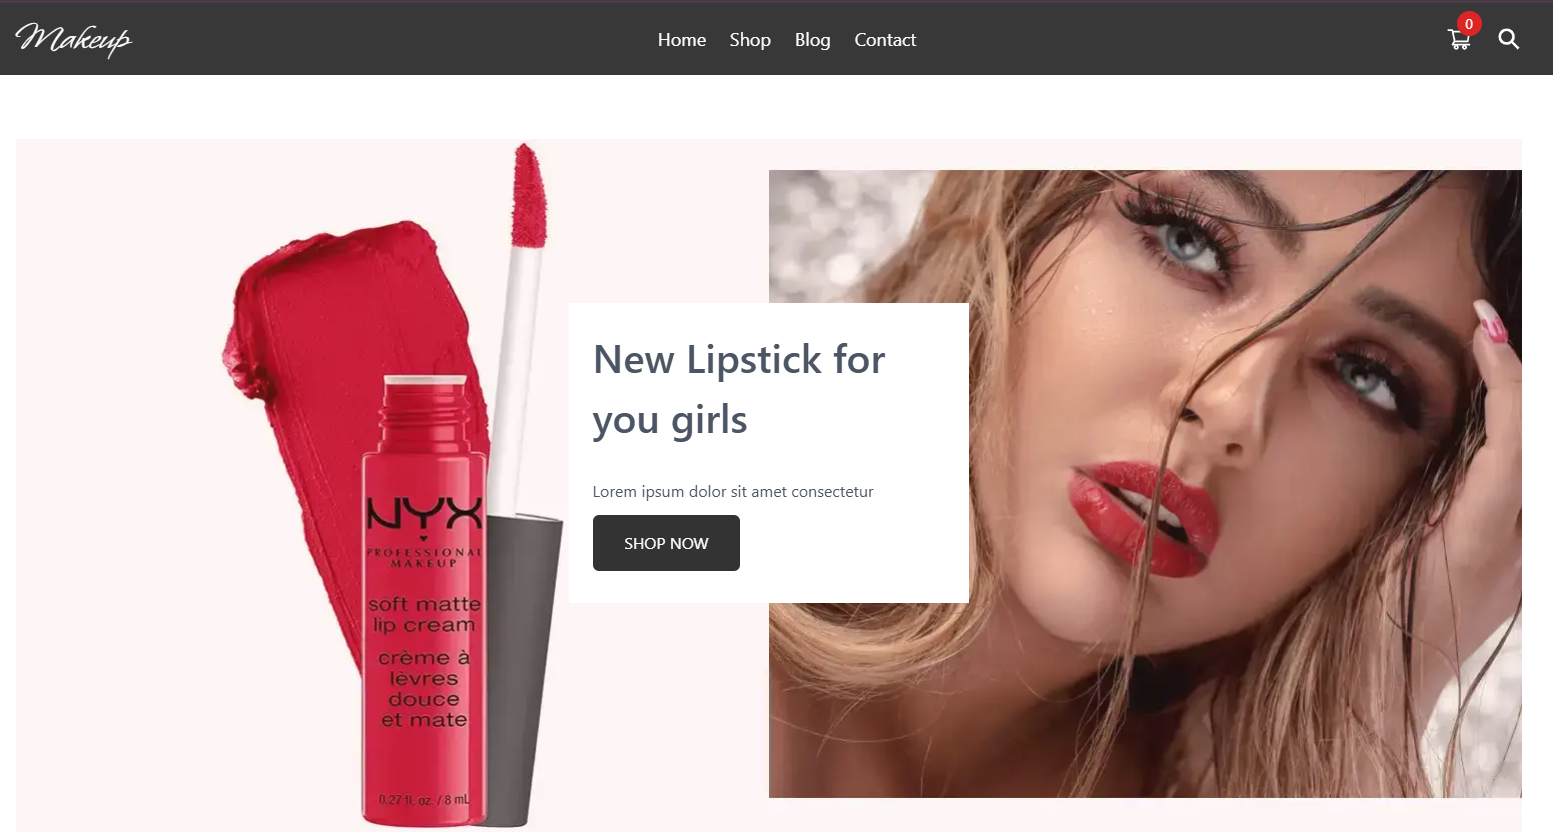 Makeup
Home
Shop
Blog
Contact
0
New Lipstick for
you girls
Lorem ipsum dolor sit amet consectetur
SHOP NOW
NYX
PROFESSIONAL
MAKEUP
soft matte
lip cream
crème à
lèvres
douce
et mate
0.27 fl. oz. / 8 mL